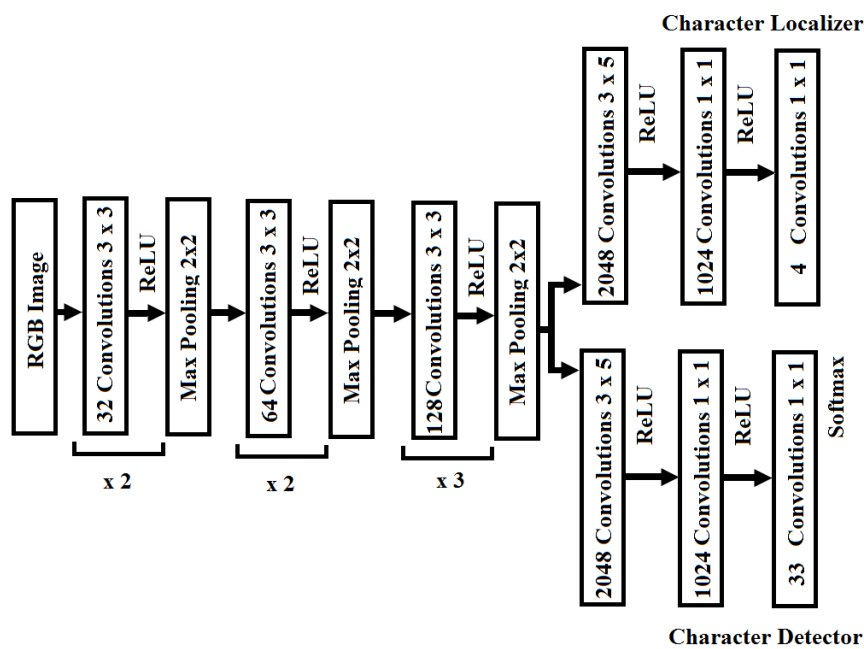 Character Localizer
RGB Image
32 Convolutions 3 x 3
ReLU
Max Pooling 2x2
x 2
64 Convolutions 3 x 3
ReLU
Max Pooling 2x2
x 2
128 Convolutions 3 x 3
ReLU
Max Pooling 2x2
x 3
2048 Convolutions 3 x 5
ReLU
1024 Convolutions 1 x 1
ReLU
4 Convolutions 1 x 1
2048 Convolutions 3 x 5
ReLU
1024 Convolutions 1 x 1
ReLU
33 Convolutions 1 x 1
Softmax
Character Detector